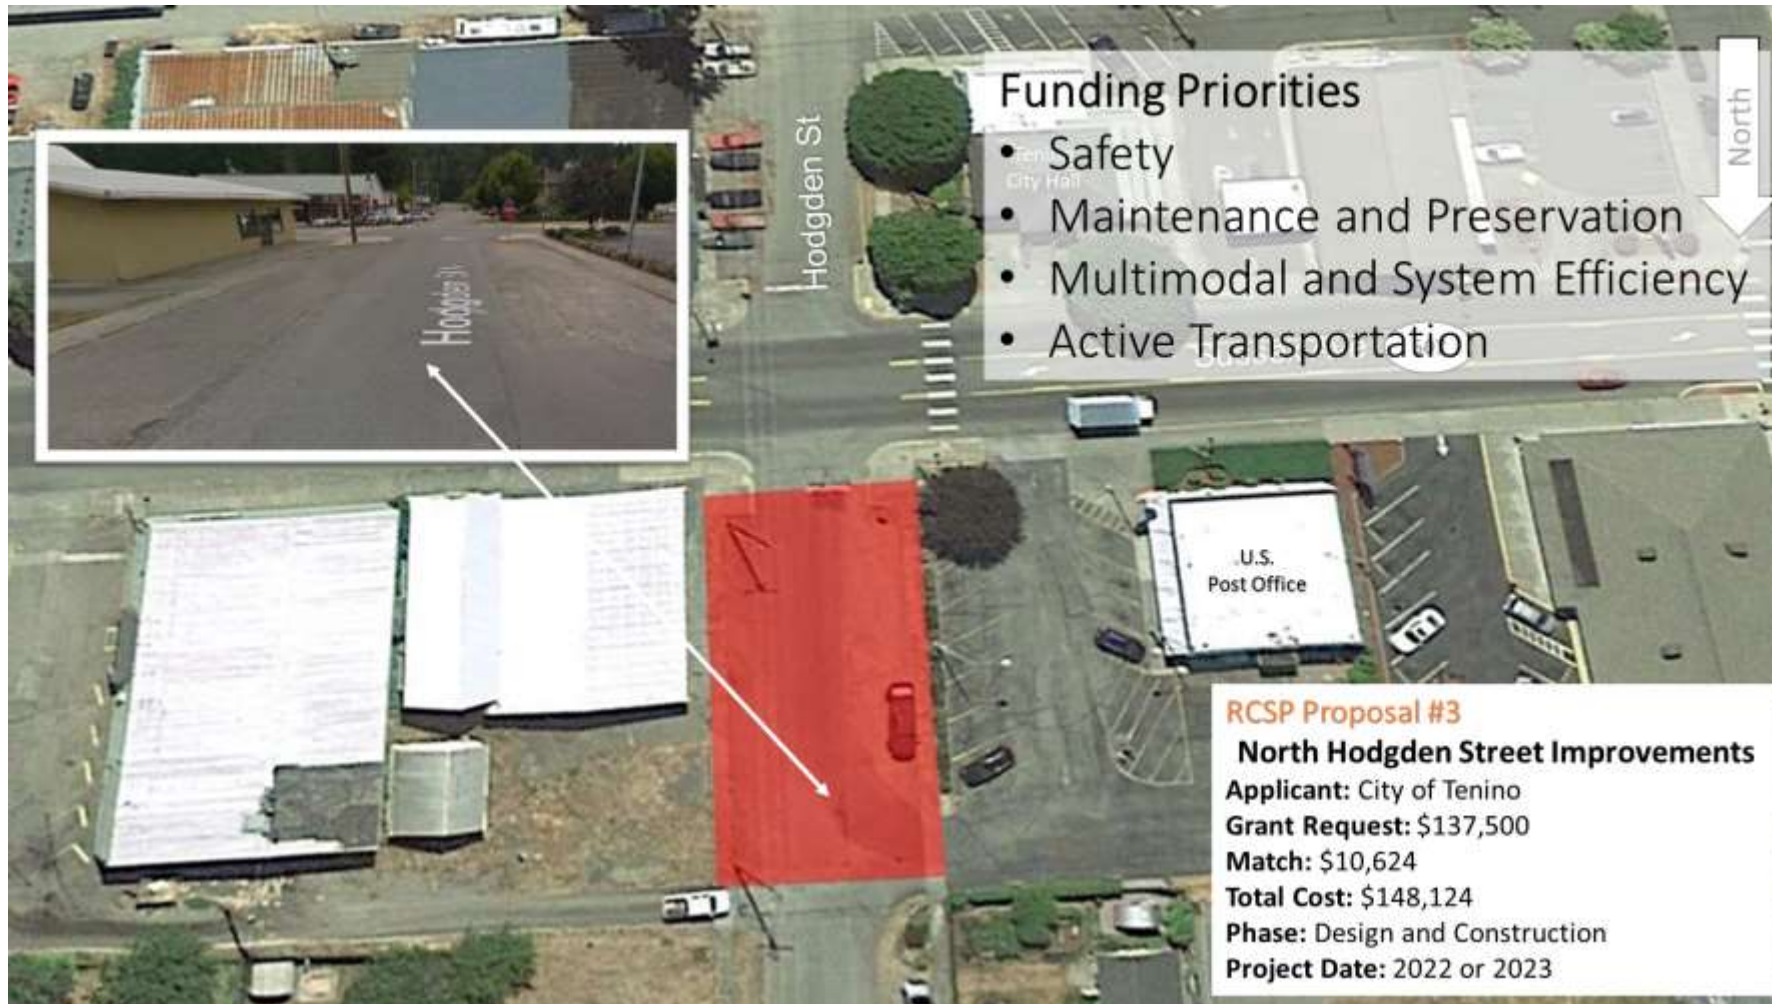 Funding Priorities
• Safety
• Maintenance and Preservation
• Multimodal and System Efficiency
• Active Transportation
North
City Hall
Hodgden St
Hodgden St
U.S.
Post Office
RCSP Proposal #3
North Hodgden Street Improvements
Applicant: City of Tenino
Grant Request: $137,500
Match: $10,624
Total Cost: $148,124
Phase: Design and Construction
Project Date: 2022 or 2023